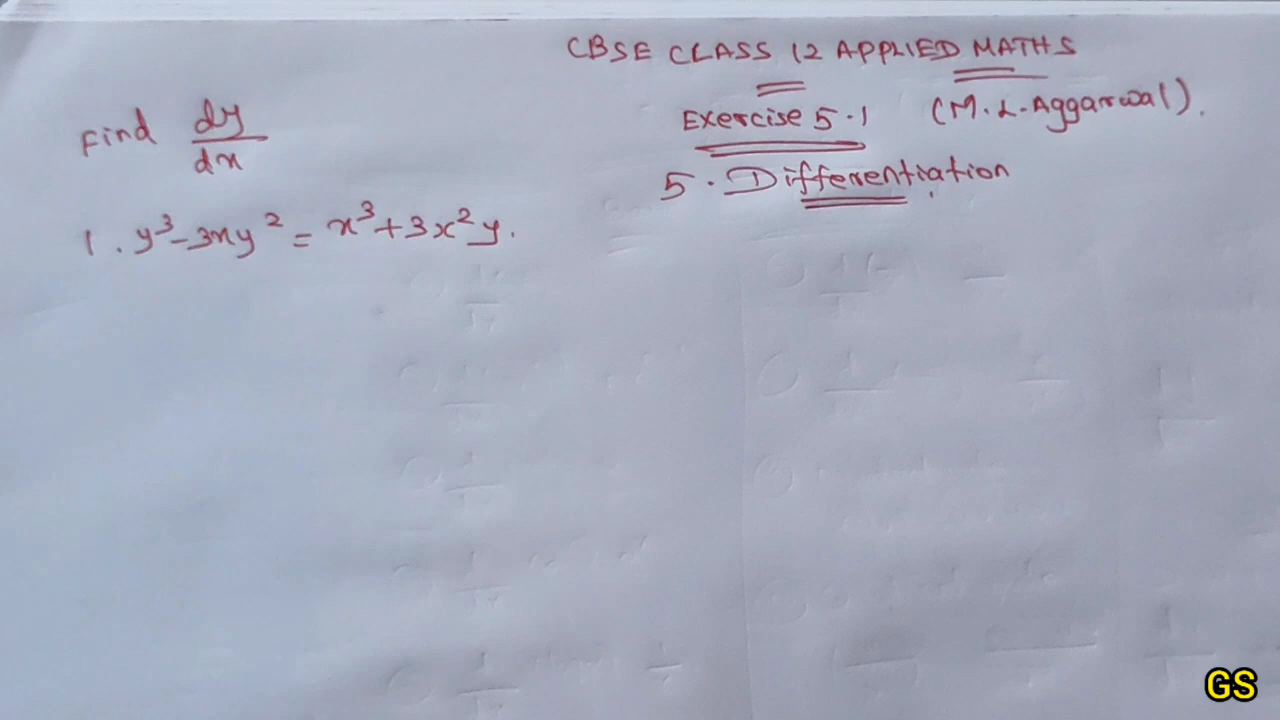 CBSE CLASS 12 APPLIED MATHS
Exercise 5.1 (M.L.Aggarwal).
5. Differentiation
Find dy/dx
1. y³-3xy² = x³+3x²y.
GS